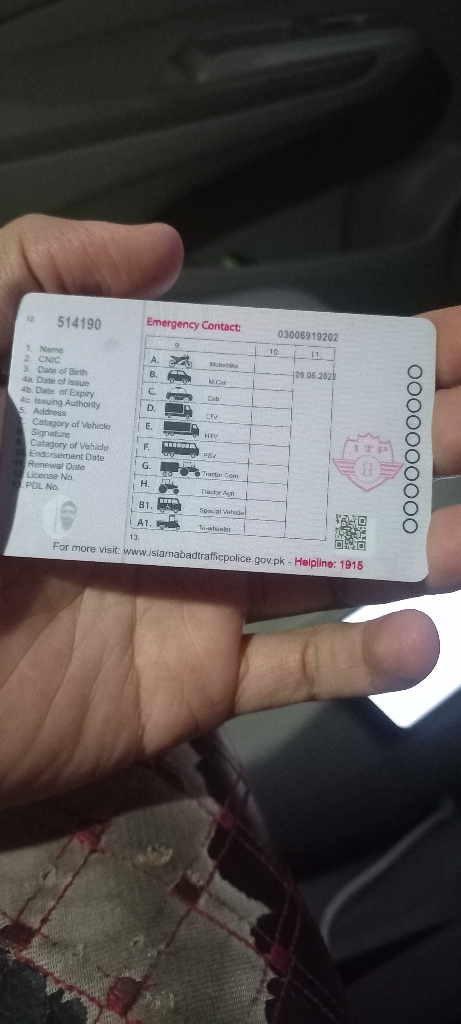 12. 514190
Emergency Contact: 03006919202
1. Name
2. CNIC
3. Date of Birth
4a. Date of Issue
4b. Date of Expiry
4c. Issuing Authority
5. Address
Catagory of Vehicle
Signature
Catagory of Vehicle
Endorsement Date
Renewal Date
License No.
PDL No.
9. 10. 11.
A. Motorbike
B. M.Car 09.06.202
C. Cab
D. LTV
E. HTV
F. PSV
G. Tractor Com.
H. Tractor Agri
B1. Special Vehicle
A1.
13.
ITP
For more visit: www.islamabadtrafficpolice.gov.pk - Helpline: 1915